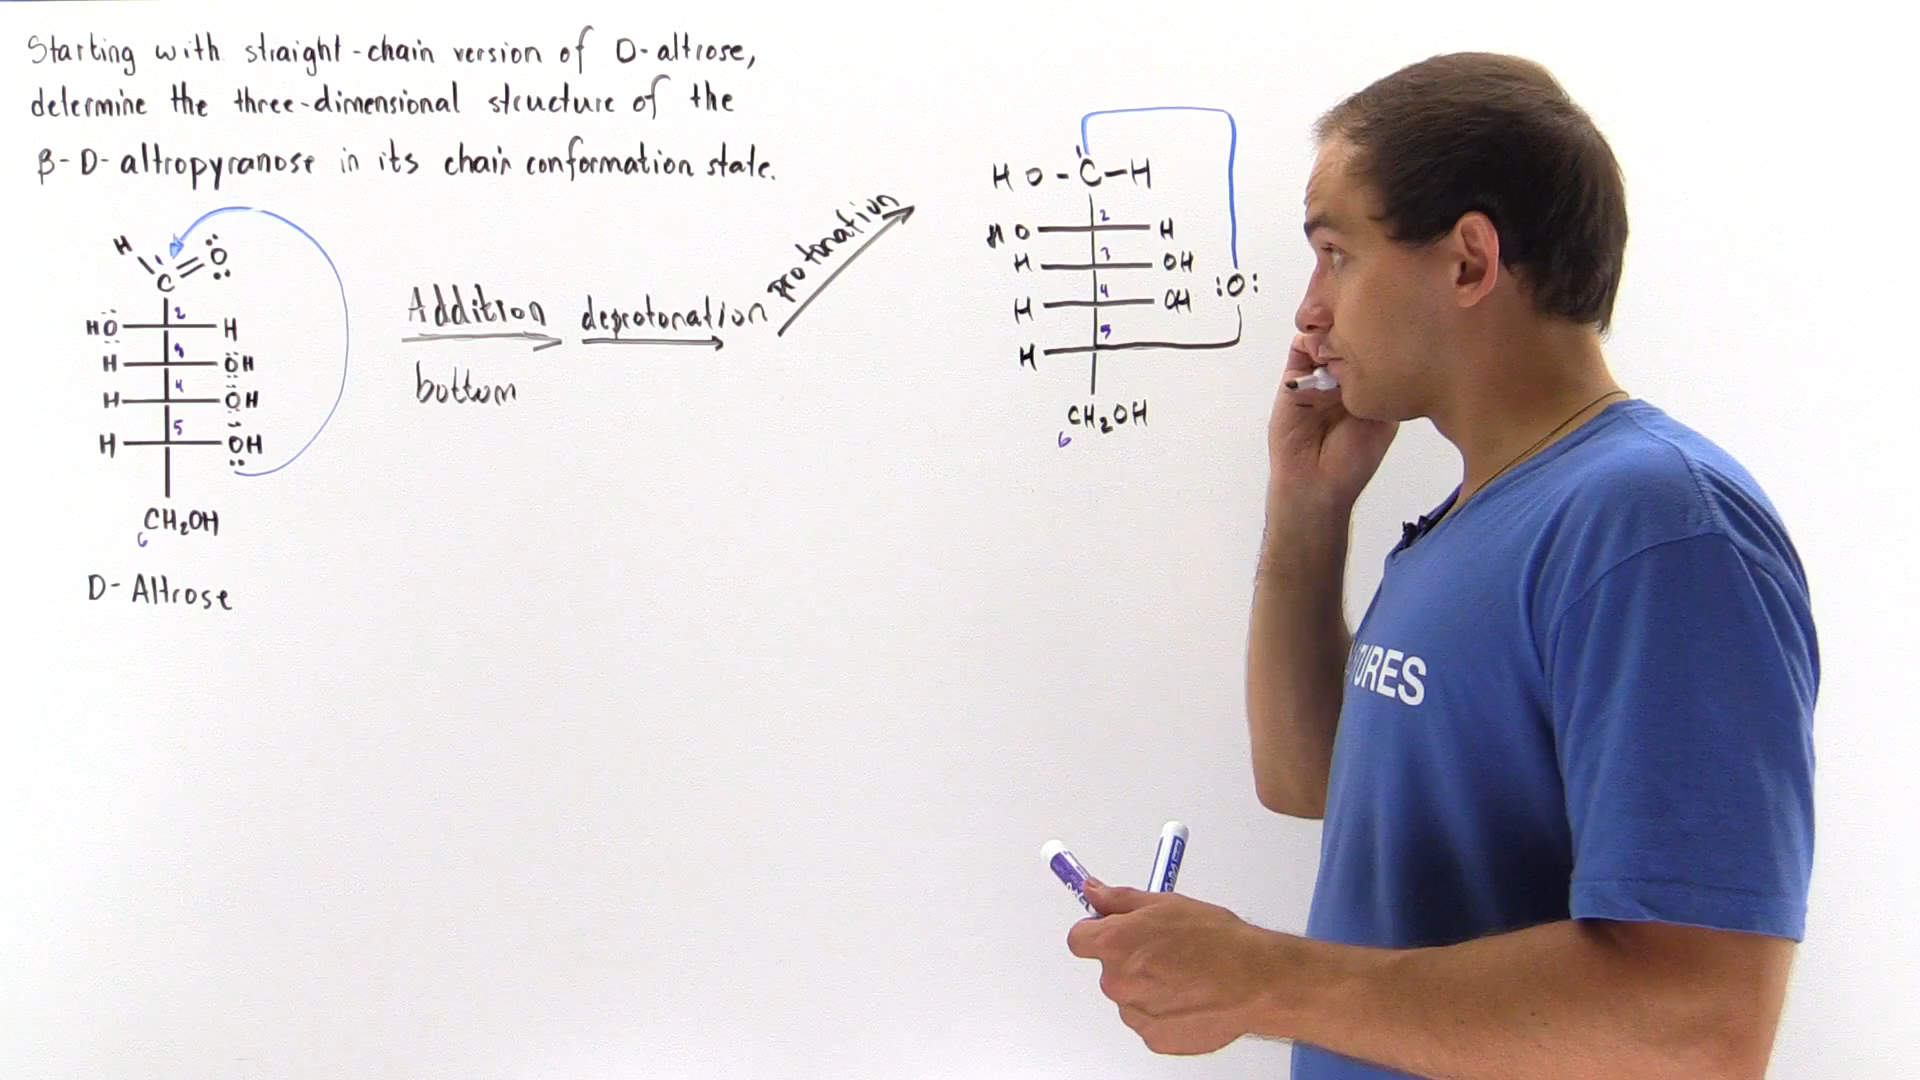 Starting with straight-chain version of D-altrose,
determine the three-dimensional structure of the
β-D-altropyranose in its chair conformation state.
H
C=O
HO 2 H
H 3 OH
H 4 OH
H 5 OH
CH2OH
6
D-Altrose
Addition
bottom
deprotonation
protonation
HO-C-H
HO 2 H
H 3 OH
H 4 OH :O:
H 5
CH2OH
6
TURES